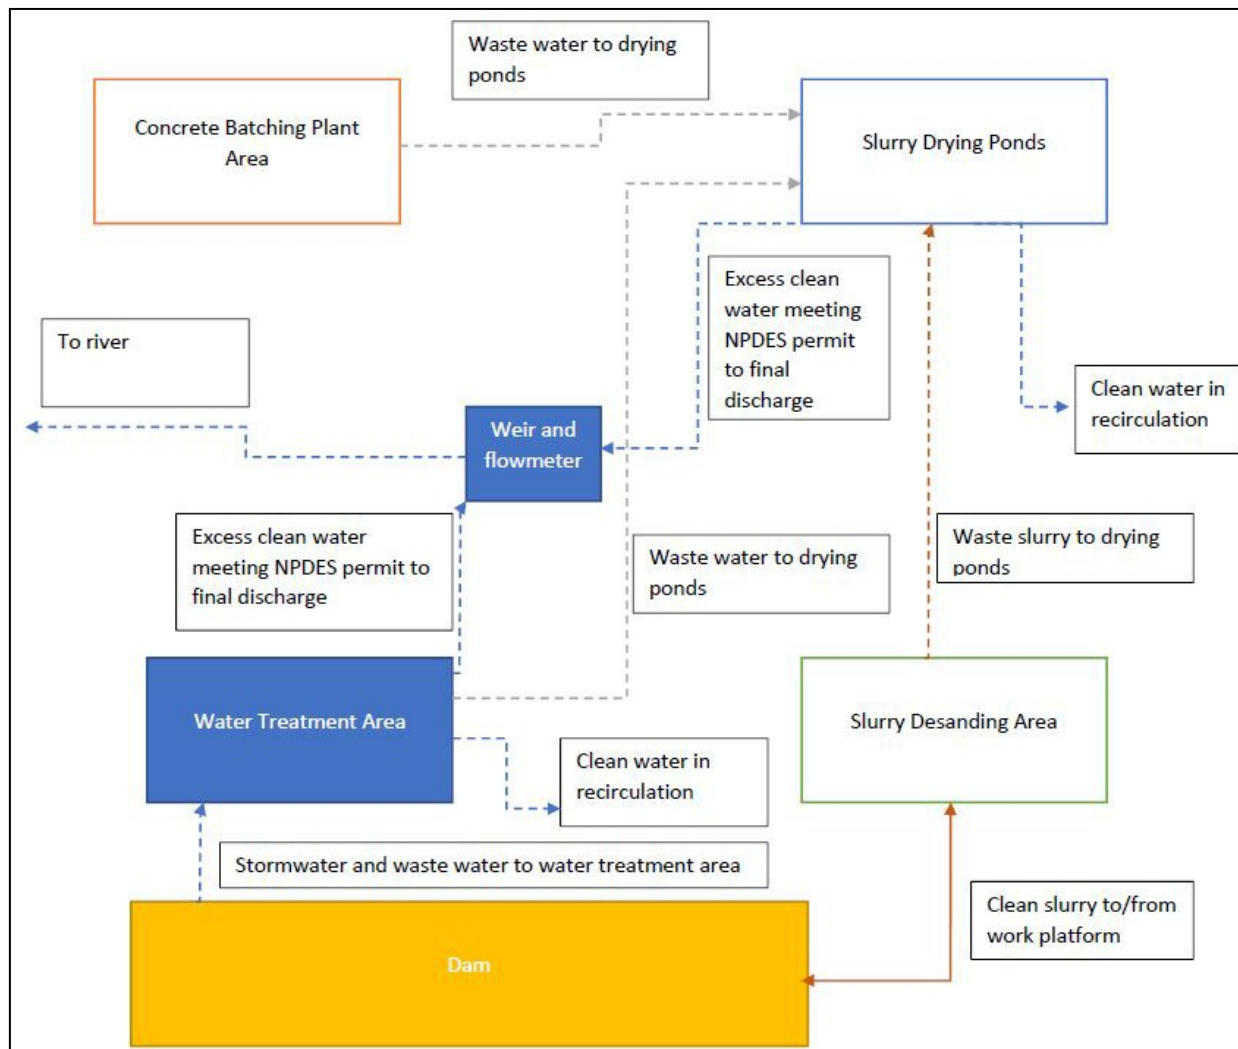 Waste water to drying
ponds
Concrete Batching Plant
Area
Slurry Drying Ponds
Excess clean
water meeting
NPDES permit
to final
discharge
To river
Clean water in
recirculation
Weir and
flowmeter
Excess clean water
meeting NPDES permit to
final discharge
Waste water to drying
ponds
Waste slurry to drying
ponds
Water Treatment Area
Slurry Desanding Area
Clean water in
recirculation
Stormwater and waste water to water treatment area
Clean slurry to/from
work platform
Dam